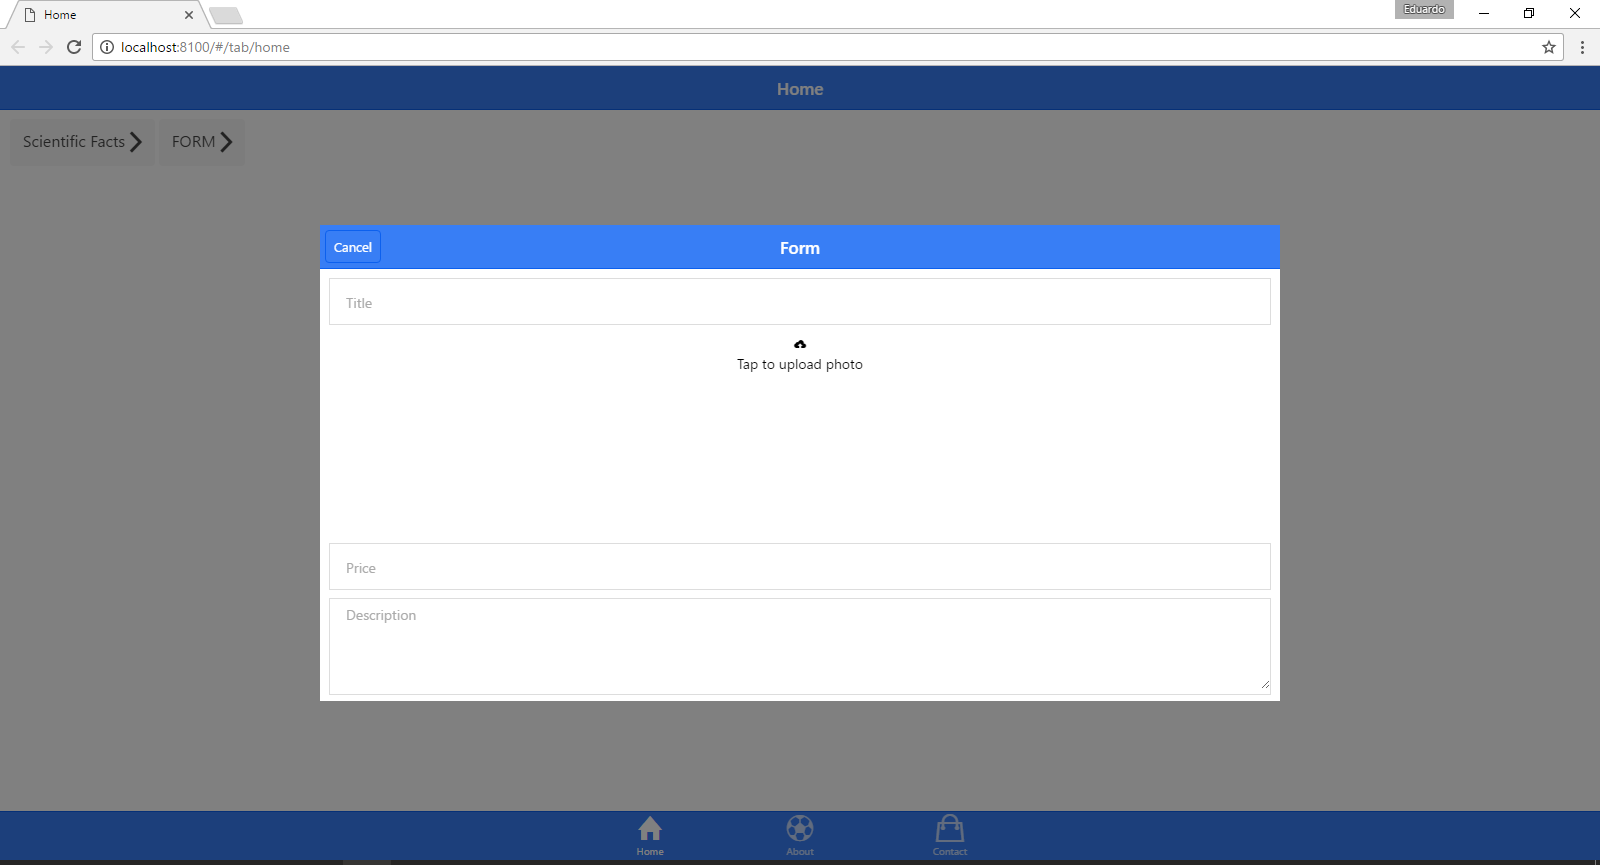 Home
Eduardo
localhost:8100/#/tab/home
Home
Scientific Facts
FORM
Cancel
Form
Title
Tap to upload photo
Price
Description
Home
About
Contact